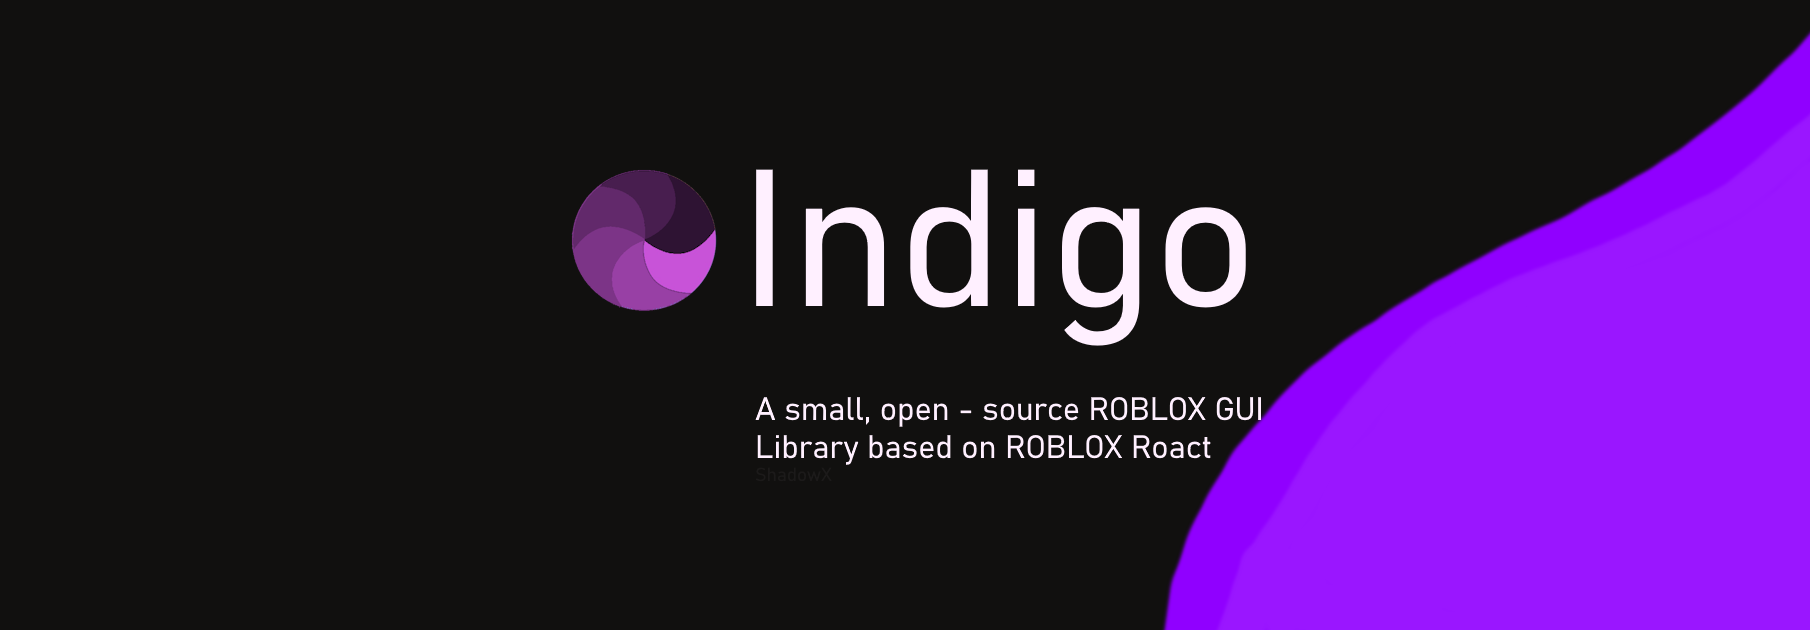 Indigo
A small, open - source ROBLOX GUI
Library based on ROBLOX Roact
ShadowX